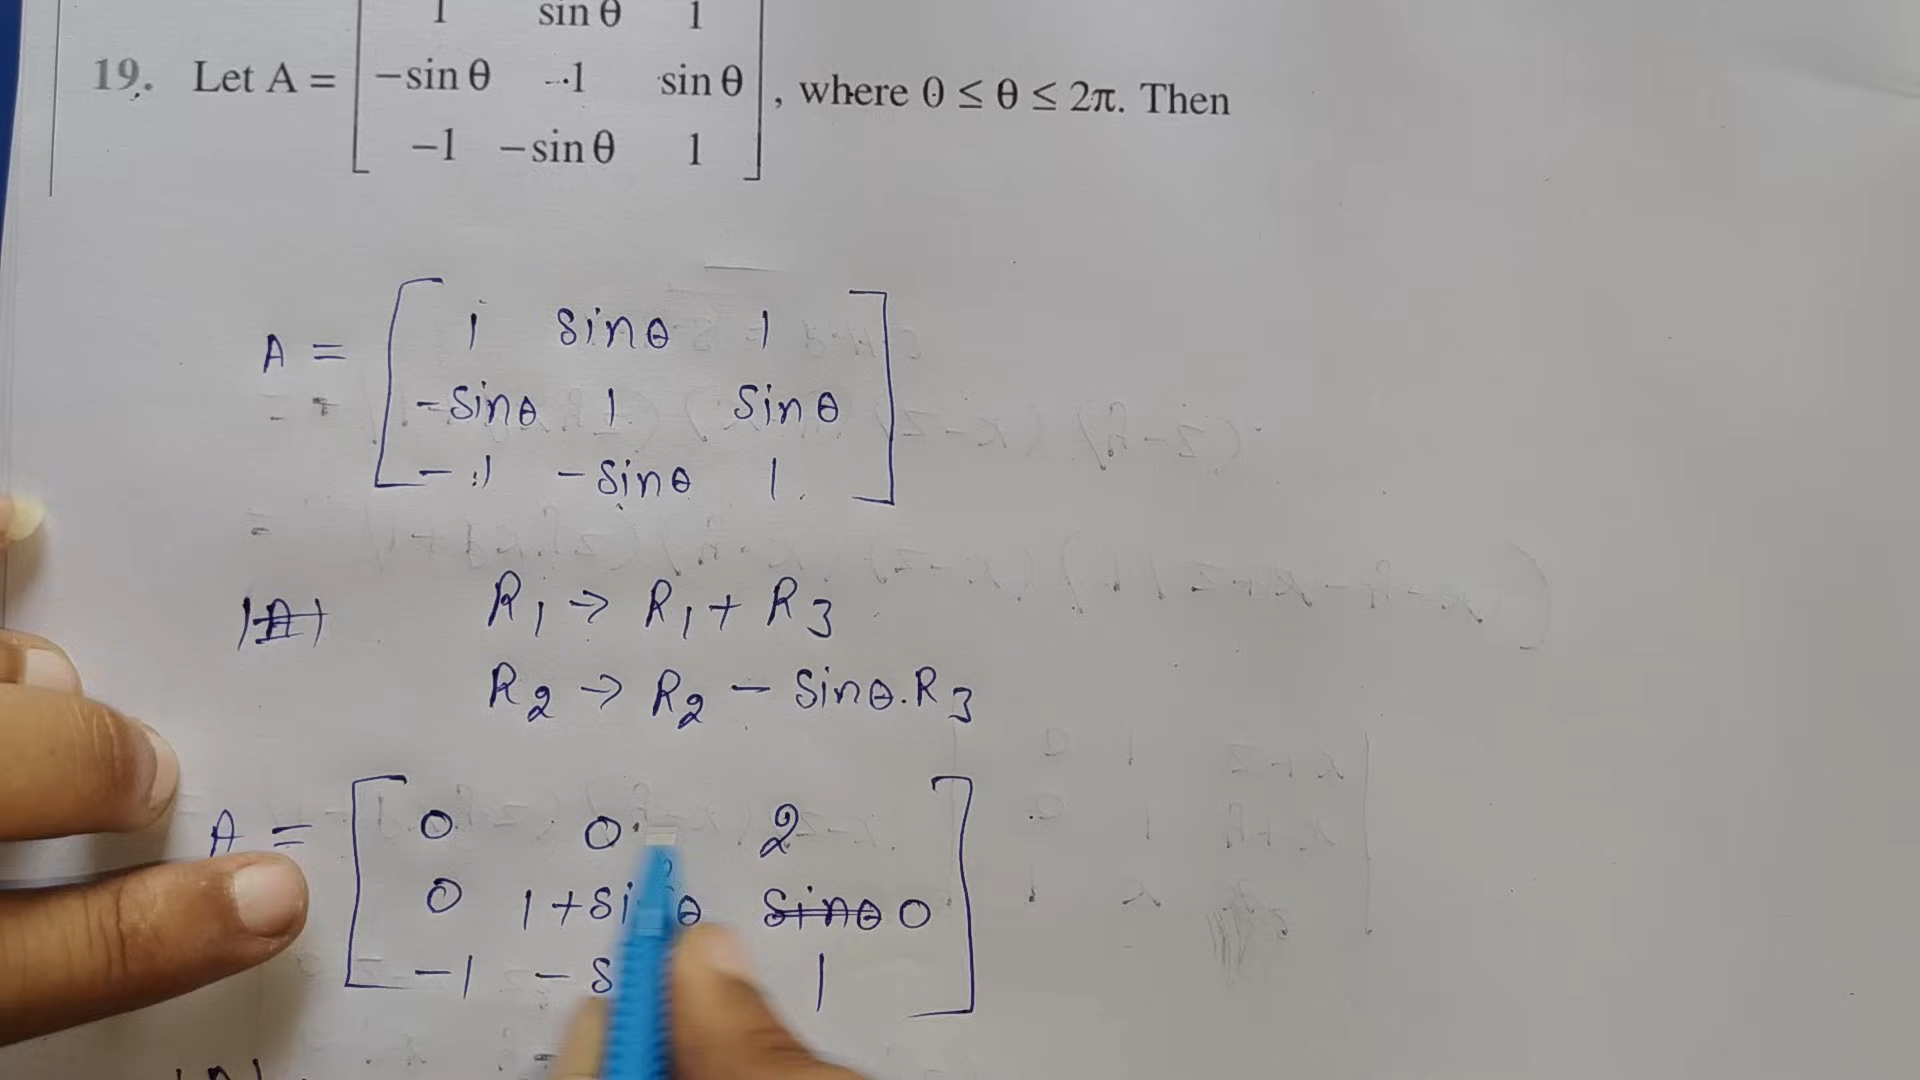 1 sin θ 1
19. Let A = −sin θ -·1 sin θ , where 0 ≤ θ ≤ 2π. Then
−1 −sin θ 1
1 sinθ 1
A =
-sinθ 1 sinθ
-1 -sinθ 1
R1 → R1 + R3
R2 → R2 - sinθ.R3
0 0 2
A =
0 1+si θ 0
-1 - s 1
|A|